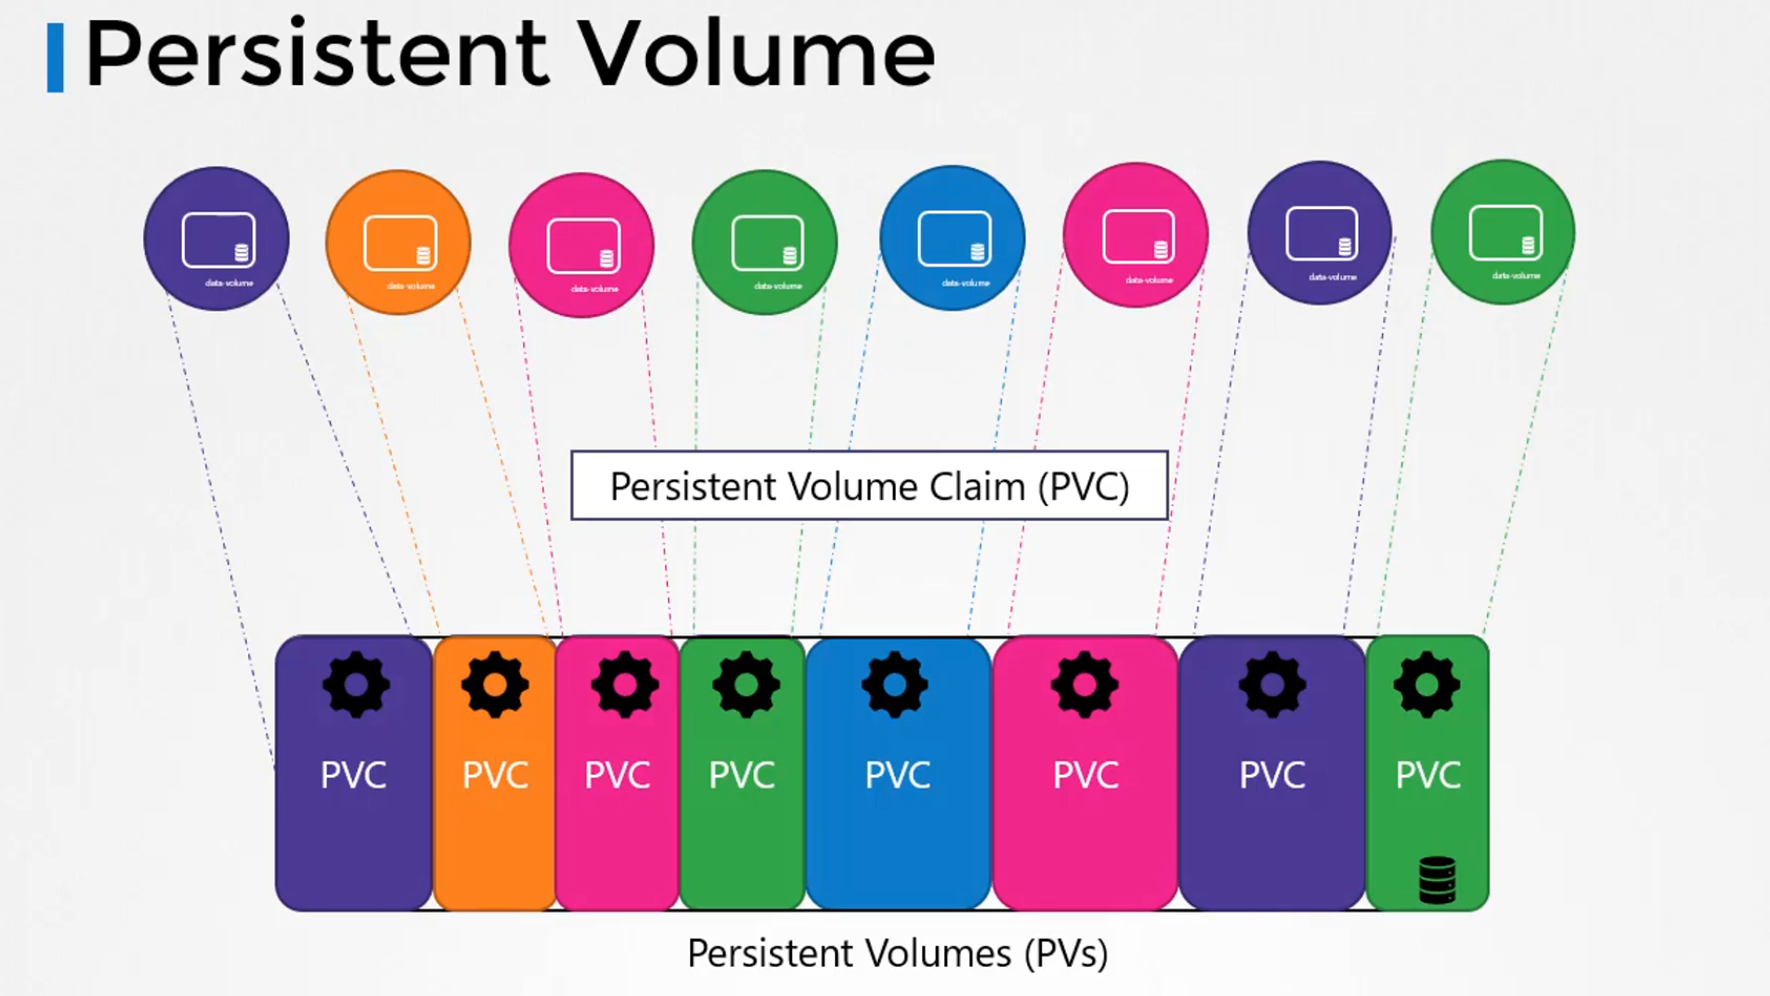 Persistent Volume
data-volume
data-volume
data-volume
data-volume
data-volume
data-volume
data-volume
data-volume
Persistent Volume Claim (PVC)
PVC
PVC
PVC
PVC
PVC
PVC
PVC
PVC
Persistent Volumes (PVs)